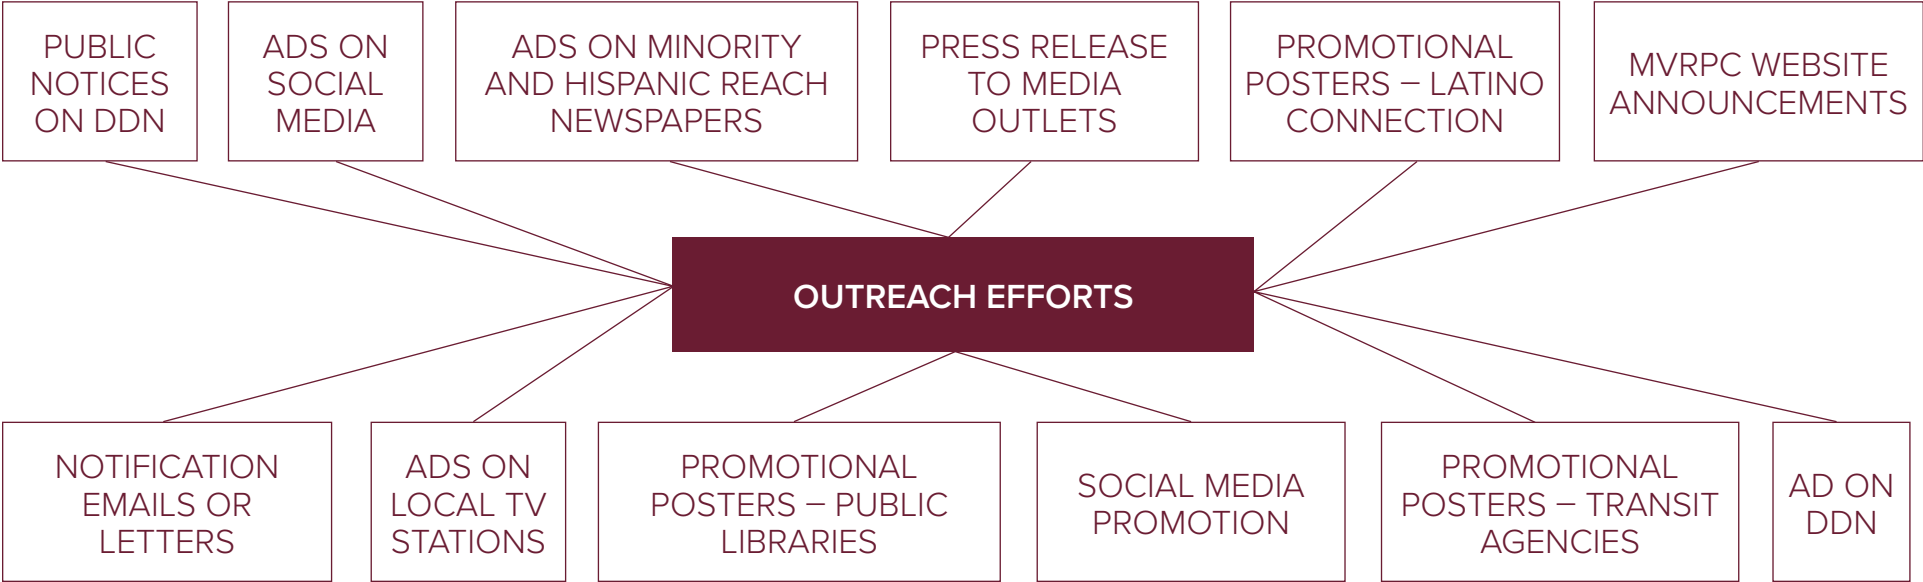 PUBLIC
NOTICES
ON DDN
ADS ON
SOCIAL
MEDIA
ADS ON MINORITY
AND HISPANIC REACH
NEWSPAPERS
PRESS RELEASE
TO MEDIA
OUTLETS
PROMOTIONAL
POSTERS – LATINO
CONNECTION
MVRPC WEBSITE
ANNOUNCEMENTS
OUTREACH EFFORTS
NOTIFICATION
EMAILS OR
LETTERS
ADS ON
LOCAL TV
STATIONS
PROMOTIONAL
POSTERS – PUBLIC
LIBRARIES
SOCIAL MEDIA
PROMOTION
PROMOTIONAL
POSTERS – TRANSIT
AGENCIES
AD ON
DDN